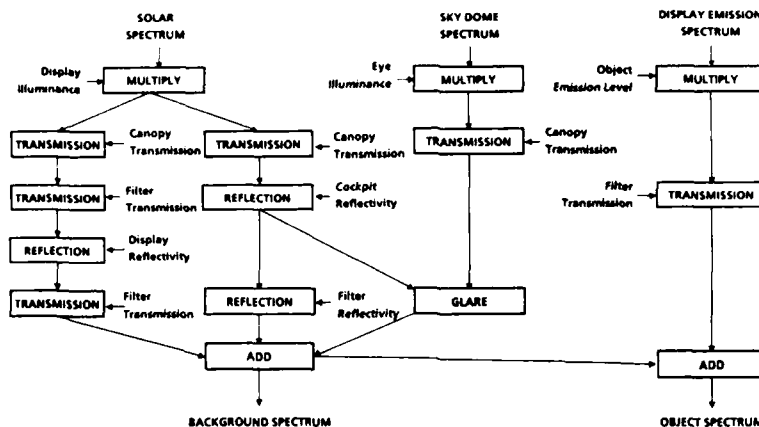 SOLAR
SPECTRUM
SKY DOME
SPECTRUM
DISPLAY EMISSION
SPECTRUM
Display
Illuminance
MULTIPLY
Eye
Illuminance
MULTIPLY
Object
Emission Level
MULTIPLY
TRANSMISSION
Canopy
Transmission
TRANSMISSION
Canopy
Transmission
TRANSMISSION
Canopy
Transmission
TRANSMISSION
Filter
Transmission
REFLECTION
Cockpit
Reflectivity
Filter
Transmission
TRANSMISSION
REFLECTION
Display
Reflectivity
TRANSMISSION
Filter
Transmission
REFLECTION
Filter
Reflectivity
GLARE
ADD
ADD
BACKGROUND SPECTRUM
OBJECT SPECTRUM